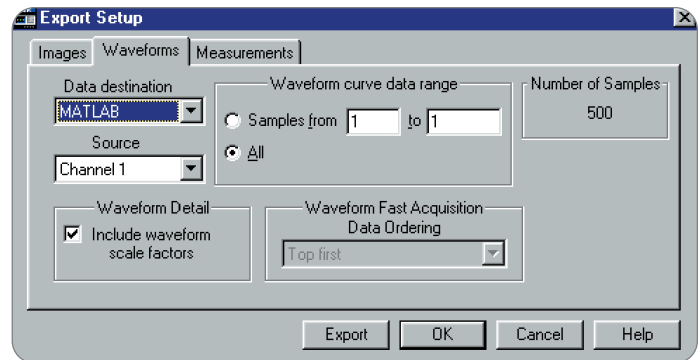 Export Setup
Images
Waveforms
Measurements
Data destination
MATLAB
Source
Channel 1
Waveform curve data range
Samples from 1 to 1
All
Number of Samples
500
Waveform Detail
Include waveform
scale factors
Waveform Fast Acquisition
Data Ordering
Top first
Export
OK
Cancel
Help